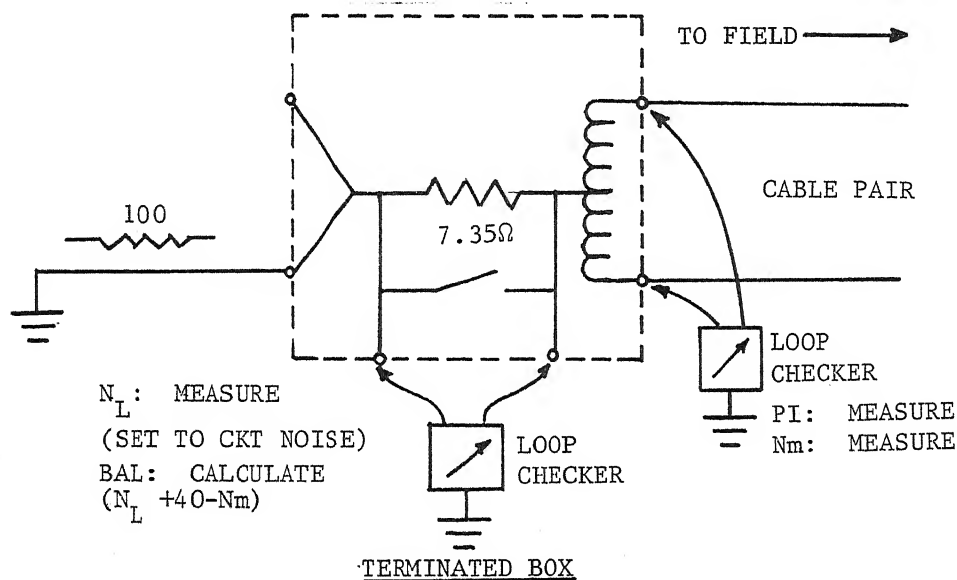 TO FIELD
CABLE PAIR
100
7.35Ω
LOOP
CHECKER
PI: MEASURE
Nm: MEASURE
N_L: MEASURE
(SET TO CKT NOISE)
BAL: CALCULATE
(N_L +40-Nm)
LOOP
CHECKER
TERMINATED BOX